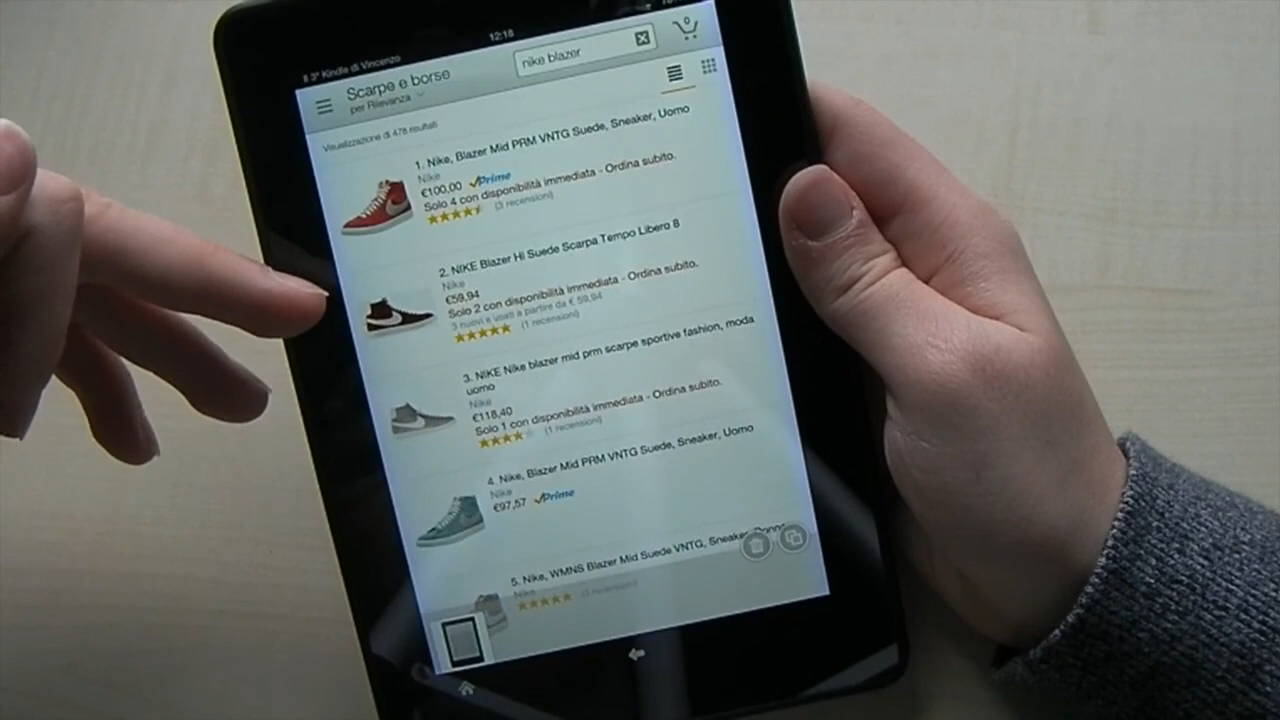 3° Kindle di Vincenzo
12:18
0
Scarpe e borse
nike blazer
per Rilevanza
Visualizzazione di 478 risultati
1. Nike, Blazer Mid PRM VNTG Suede, Sneaker, Uomo
Nike
€100,00 Prime
Solo 4 con disponibilità immediata - Ordina subito.
(3 recensioni)
2. NIKE Blazer Hi Suede Scarpa Tempo Libero 8
Nike
€59,94
Solo 2 con disponibilità immediata - Ordina subito.
3 nuovi e usati a partire da € 59,94
(1 recensioni)
3. NIKE Nike blazer mid prm scarpe sportive fashion, moda
uomo
Nike
€118,40
Solo 1 con disponibilità immediata - Ordina subito.
(1 recensioni)
4. Nike, Blazer Mid PRM VNTG Suede, Sneaker, Uomo
Nike
€97,57 Prime
5. Nike, WMNS Blazer Mid Suede VNTG, Sneaker, Donna
Nike
(3 recensioni)